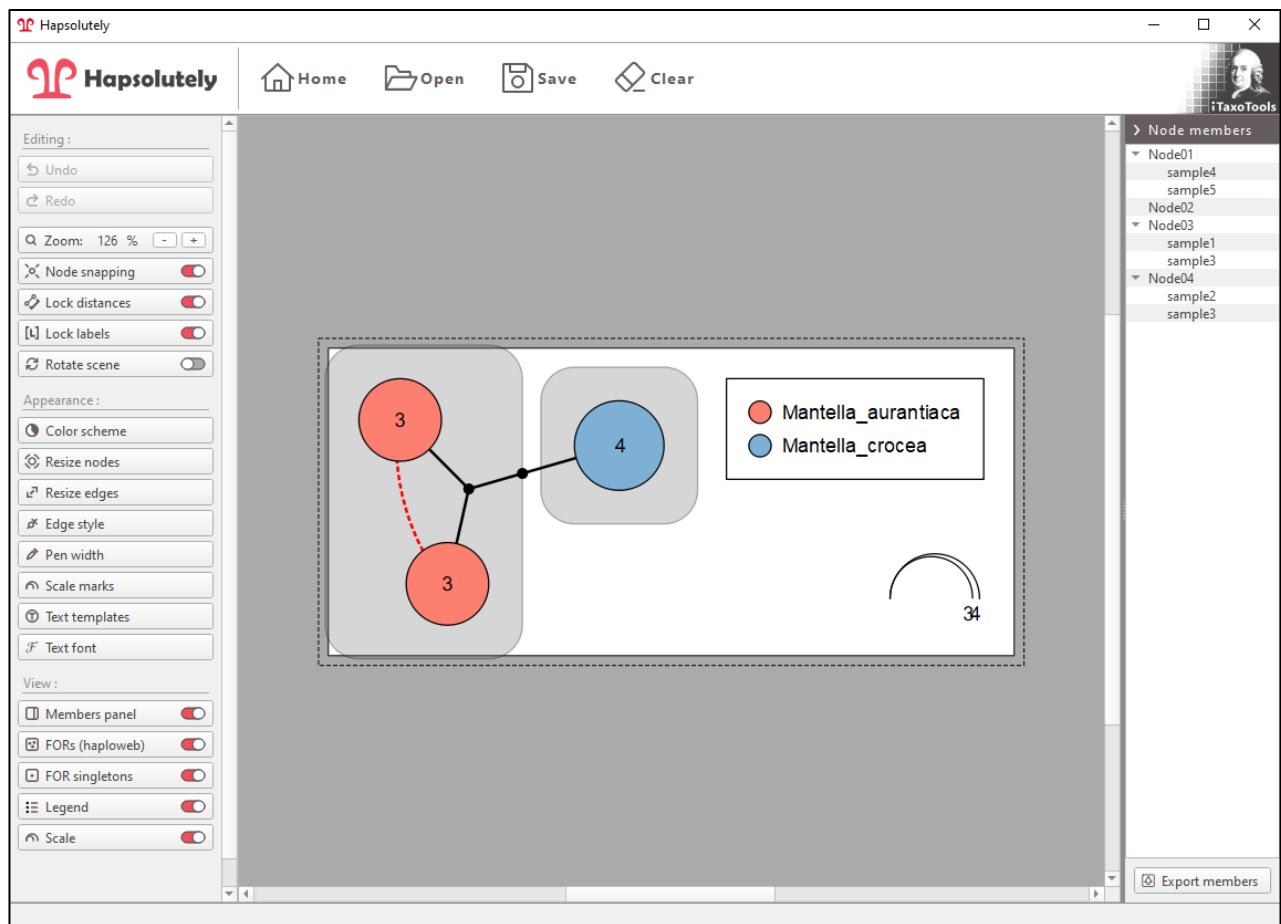 Hapsolutely
Hapsolutely
Home
Open
Save
Clear
iTaxoTools
Editing :
Undo
Redo
Zoom: 126 % - +
Node snapping
Lock distances
[L] Lock labels
Rotate scene
Appearance :
Color scheme
Resize nodes
Resize edges
Edge style
Pen width
Scale marks
Text templates
Text font
View :
Members panel
FORs (haploweb)
FOR singletons
Legend
Scale
3
4
3
Mantella_aurantiaca
Mantella_crocea
34
Node members
Node01
sample4
sample5
Node02
Node03
sample1
sample3
Node04
sample2
sample3
Export members